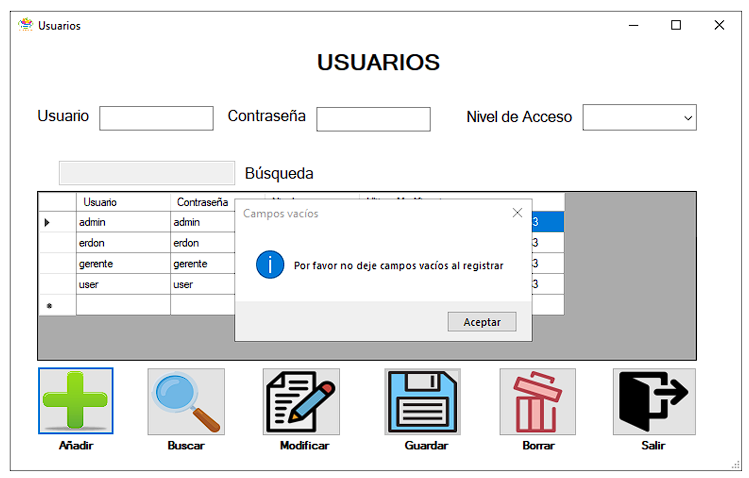 Usuarios
USUARIOS
Usuario Contraseña Nivel de Acceso
Búsqueda
Usuario Contraseña
admin admin 3
erdon erdon 3
gerente gerente 3
user user 3
Campos vacíos
Por favor no deje campos vacíos al registrar
Aceptar
Añadir Buscar Modificar Guardar Borrar Salir